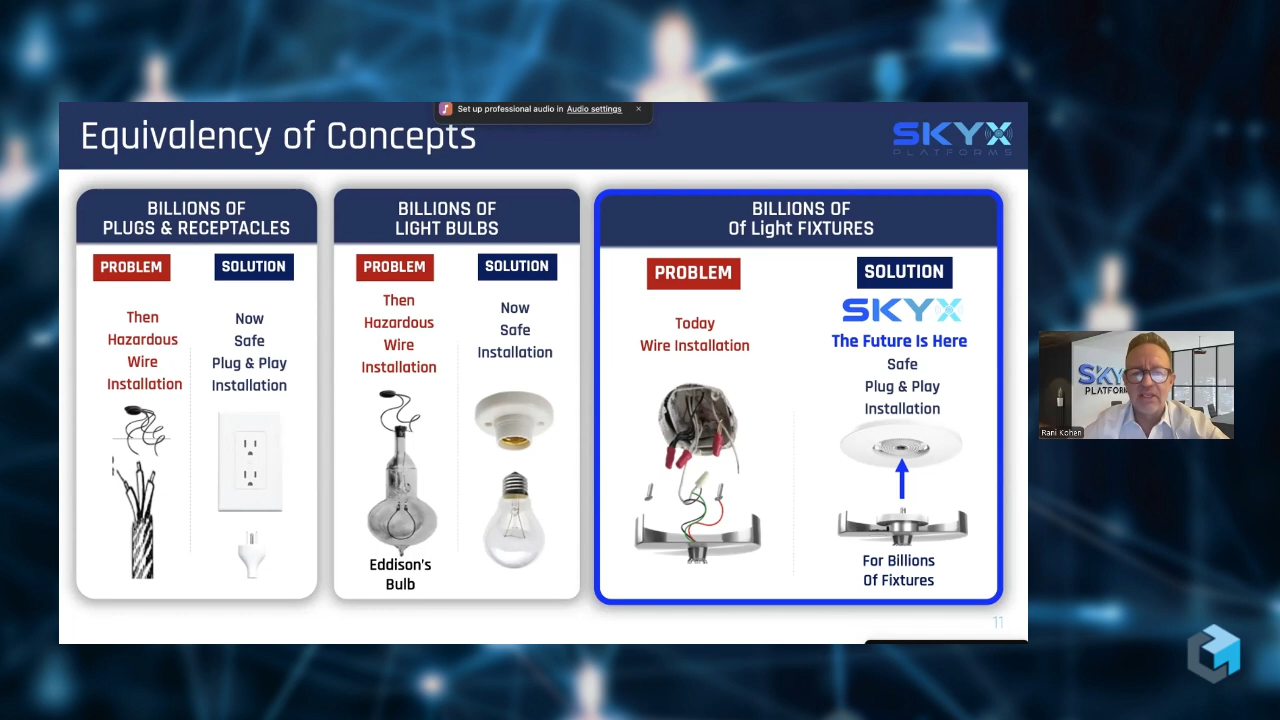 Set up professional audio in Audio settings ×
Equivalency of Concepts
SKYX
PLATFORMS
BILLIONS OF
PLUGS & RECEPTACLES
PROBLEM
SOLUTION
Then
Hazardous
Wire
Installation
Now
Safe
Plug & Play
Installation
BILLIONS OF
LIGHT BULBS
PROBLEM
SOLUTION
Then
Hazardous
Wire
Installation
Now
Safe
Installation
Eddison's
Bulb
BILLIONS OF
Of Light FIXTURES
PROBLEM
SOLUTION
Today
Wire Installation
SKYX
The Future Is Here
Safe
Plug & Play
Installation
For Billions
Of Fixtures
11
Rani Kohen